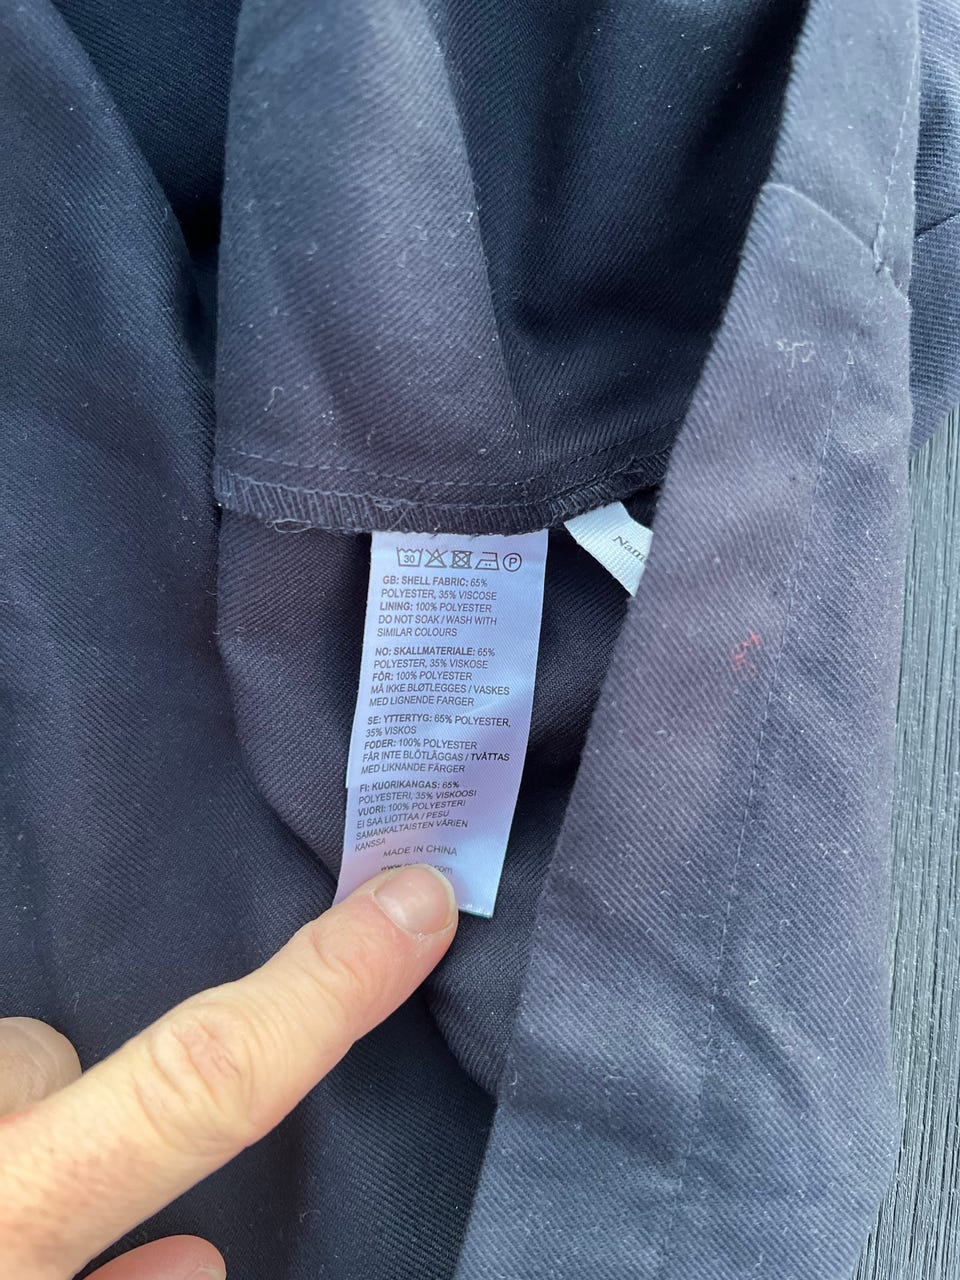 30 P
GB: SHELL FABRIC: 65%
POLYESTER, 35% VISCOSE
LINING: 100% POLYESTER
DO NOT SOAK / WASH WITH
SIMILAR COLOURS
NO: SKALLMATERIALE: 65%
POLYESTER, 35% VISKOSE
FÔR: 100% POLYESTER
MÅ IKKE BLØTLEGGES / VASKES
MED LIGNENDE FARGER
SE: YTTERTYG: 65% POLYESTER,
35% VISKOS
FODER: 100% POLYESTER
FÅR INTE BLÖTLÄGGAS / TVÄTTAS
MED LIKNANDE FÄRGER
FI: KUORIKANGAS: 65%
POLYESTERI, 35% VISKOOSI
VUORI: 100% POLYESTERI
EI SAA LIOTTAA / PESU
SAMANKALTAISTEN VÄRIEN
KANSSA
MADE IN CHINA